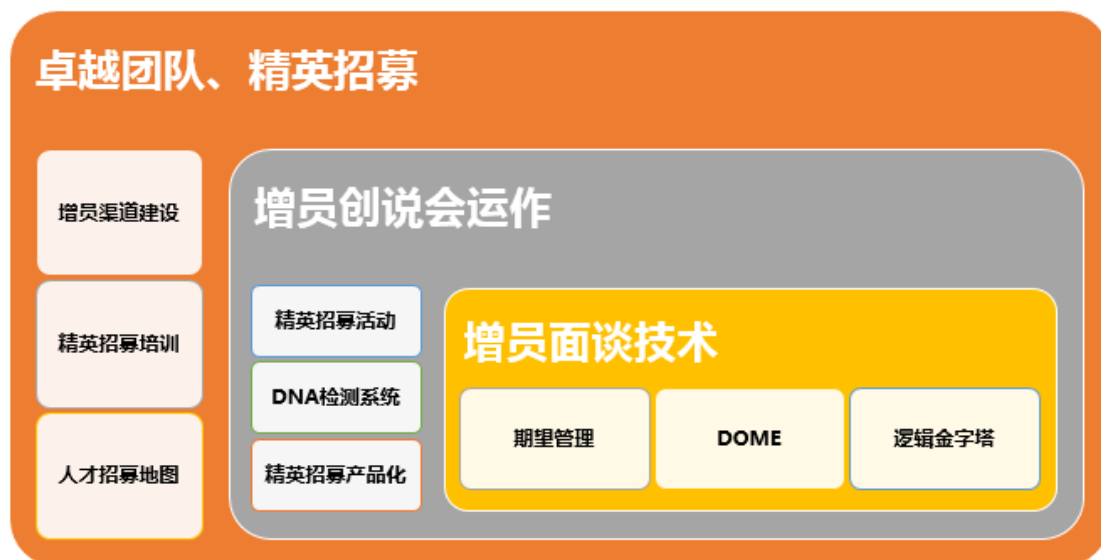 卓越团队、精英招募
增员渠道建设
精英招募培训
人才招募地图
增员创说会运作
精英招募活动
DNA检测系统
精英招募产品化
增员面谈技术
期望管理
DOME
逻辑金字塔